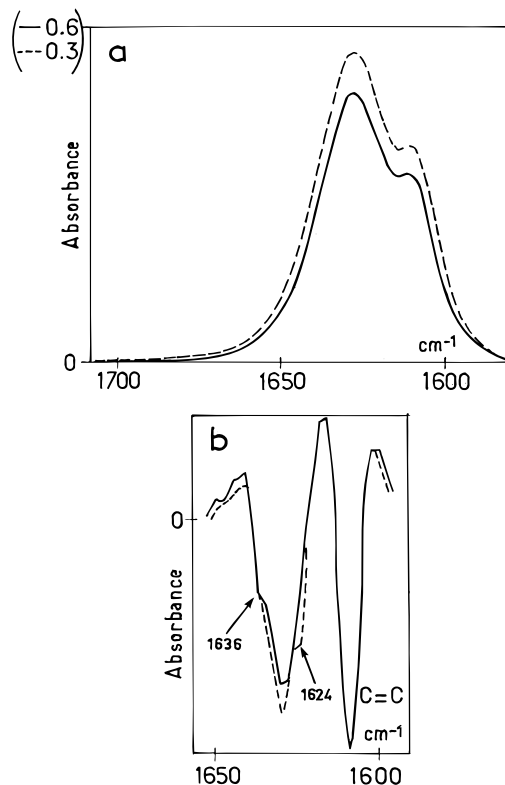 — 0.6
--- 0.3
a
Absorbance
cm-1
0
1700
1650
1600
b
0
Absorbance
1636
1624
C=C
cm-1
1650
1600